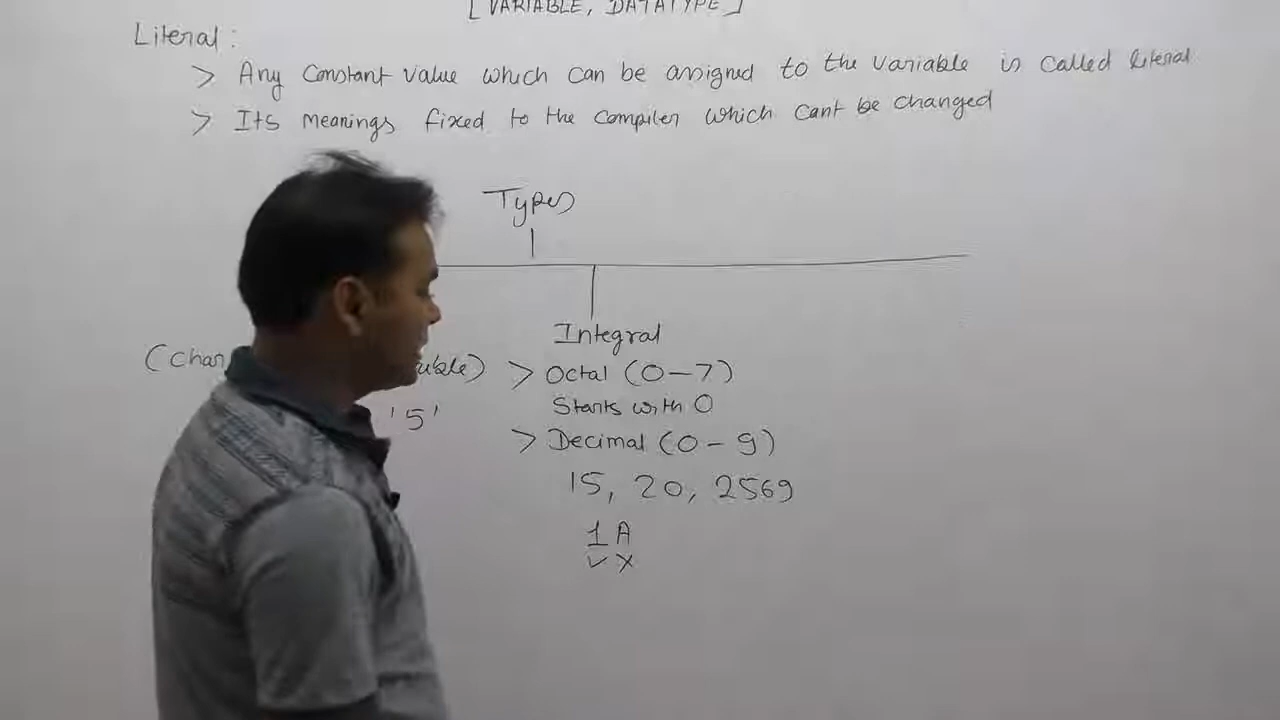 [ VARIABLE, DATATYPE ]
Literal :
> Any Constant value which can be assigned to the variable is called literal
> Its meanings fixed to the compiler which cant be changed
Types
Integral
(Char
> Octal (0-7)
Starts with 0
'5'
> Decimal (0-9)
15, 20, 2569
1A
✓ X